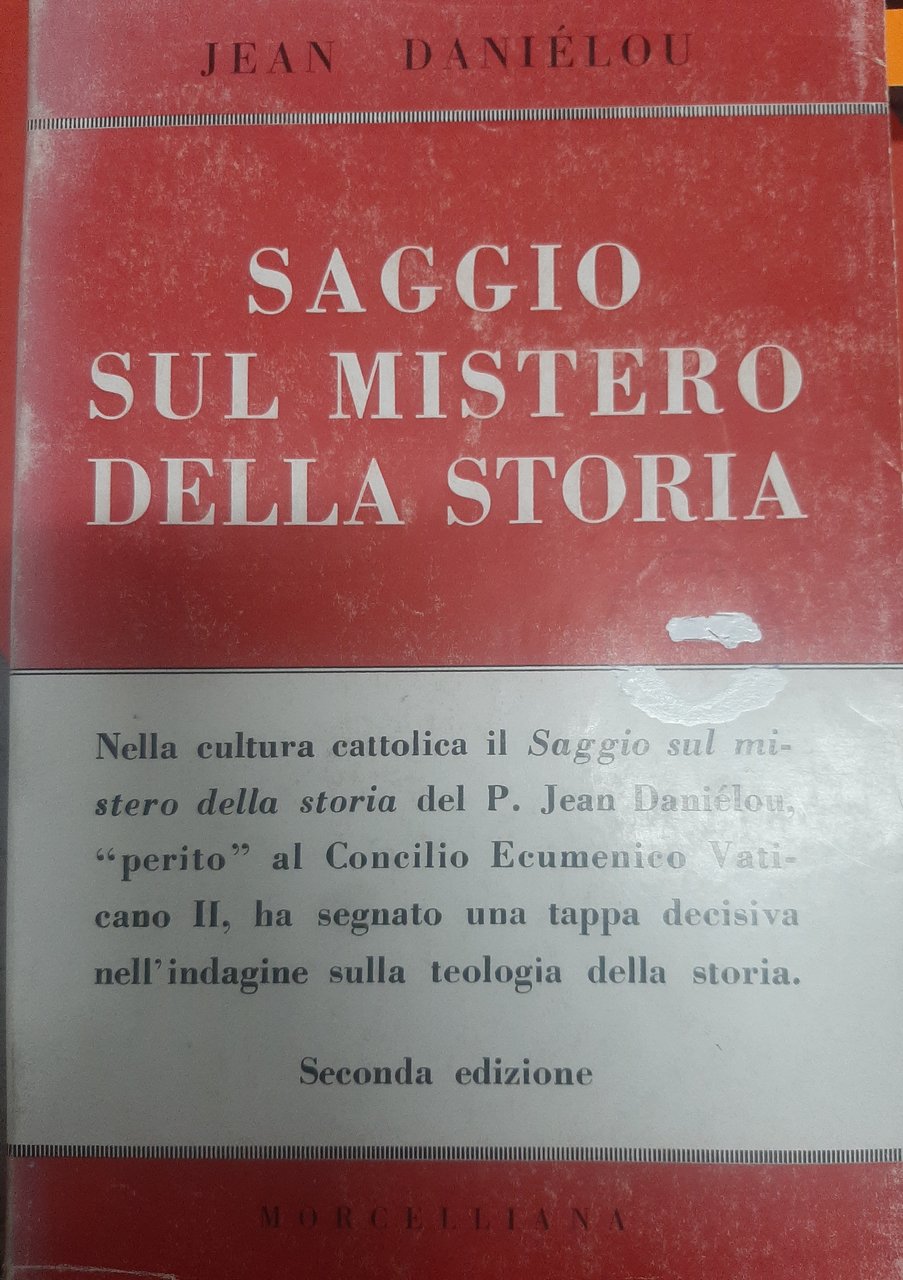 JEAN DANIÉLOU
SAGGIO
SUL MISTERO
DELLA STORIA
Nella cultura cattolica il Saggio sul mi-
stero della storia del P. Jean Daniélou,
“perito” al Concilio Ecumenico Vati-
cano II, ha segnato una tappa decisiva
nell'indagine sulla teologia della storia.
Seconda edizione
MORCELLIANA